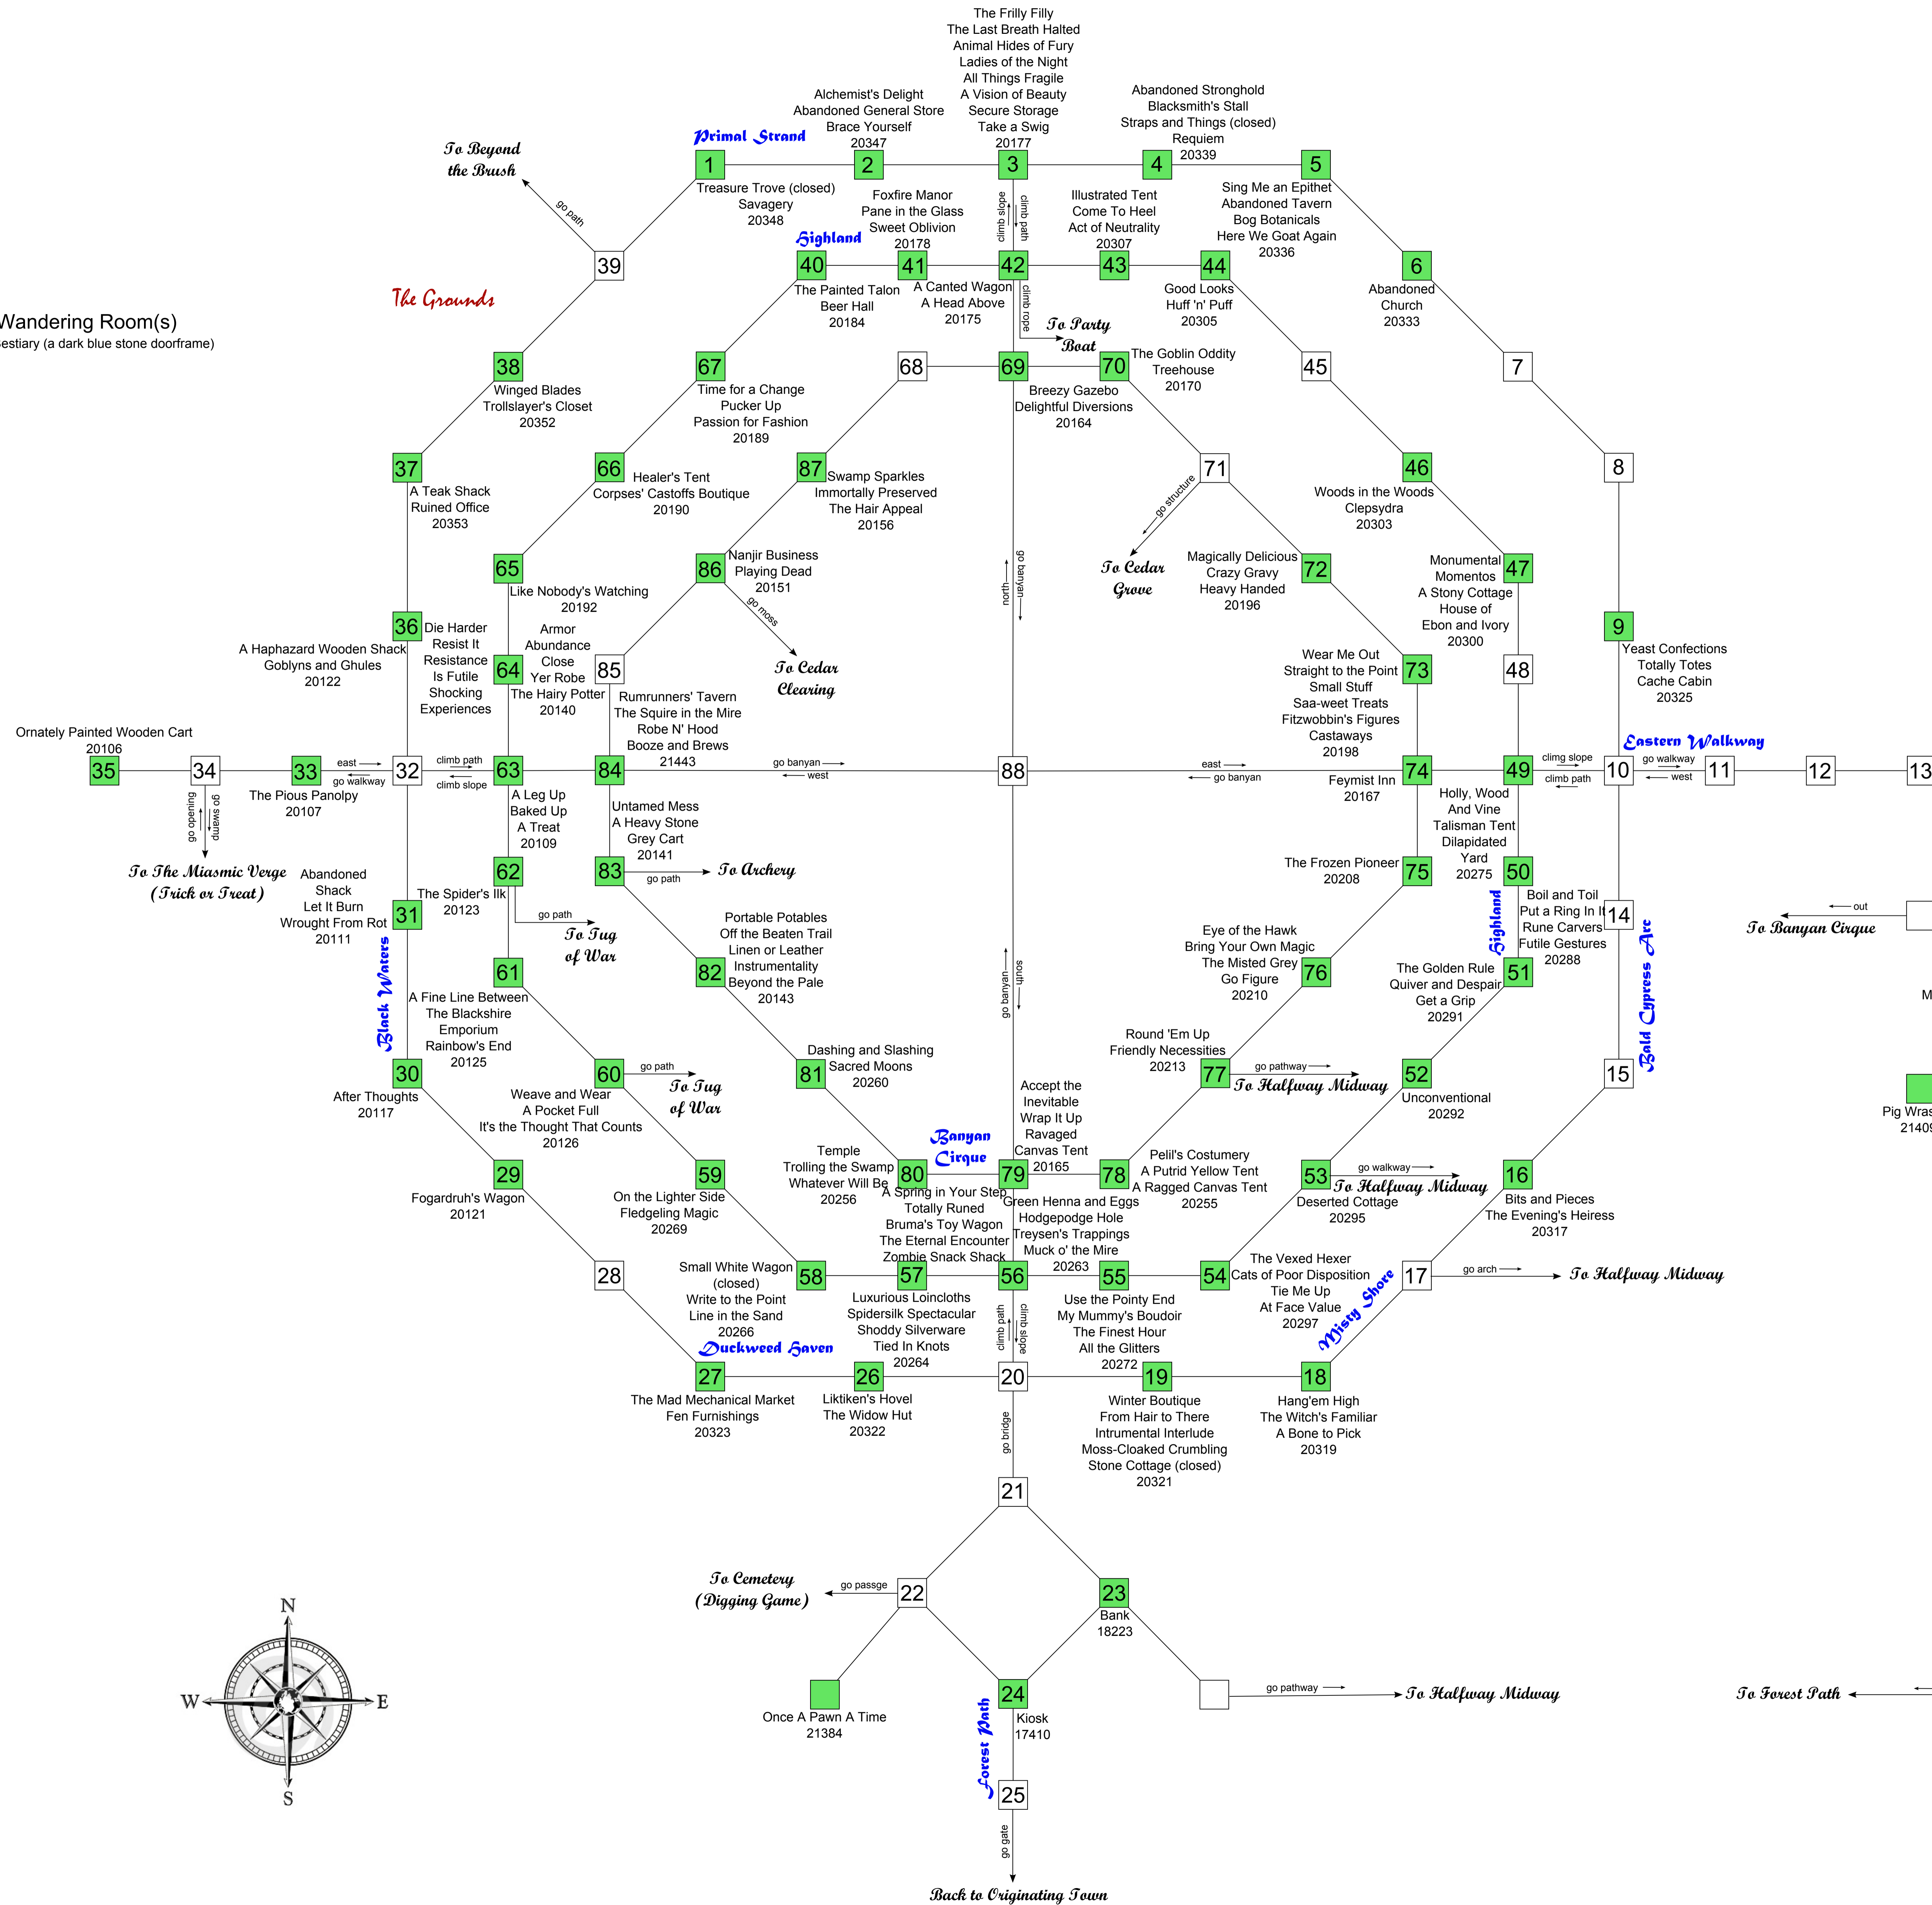 The Frilly Filly
The Last Breath Halted
Animal Hides of Fury
Ladies of the Night
All Things Fragile
A Vision of Beauty
Secure Storage
Take a Swig
20177
Alchemist's Delight
Abandoned General Store
Brace Yourself
20347
Abandoned Stronghold
Blacksmith's Stall
Straps and Things (closed)
Requiem
20339
Primal Strand
To Beyond
the Brush
go path
1
2
3
4
5
Treasure Trove (closed)
Savagery
20348
Foxfire Manor
Pane in the Glass
Sweet Oblivion
20178
climb slope
climb path
Illustrated Tent
Come To Heel
Act of Neutrality
20307
Sing Me an Epithet
Abandoned Tavern
Bog Botanicals
Here We Goat Again
20336
Highland
39
40
41
42
43
44
6
The Grounds
The Painted Talon
Beer Hall
20184
A Canted Wagon
A Head Above
20175
climb rope
To Party
Boat
Good Looks
Huff 'n' Puff
20305
Abandoned
Church
20333
Wandering Room(s)
estiary (a dark blue stone doorframe)
38
67
68
69
70
45
7
Winged Blades
Trollslayer's Closet
20352
Time for a Change
Pucker Up
Passion for Fashion
20189
Breezy Gazebo
Delightful Diversions
20164
The Goblin Oddity
Treehouse
20170
37
66
87
71
46
8
A Teak Shack
Ruined Office
20353
Healer's Tent
Corpses' Castoffs Boutique
20190
Swamp Sparkles
Immortally Preserved
The Hair Appeal
20156
go structure
To Cedar
Grove
Woods in the Woods
Clepsydra
20303
65
86
72
47
Like Nobody's Watching
20192
Nanjir Business
Playing Dead
20151
go moss
To Cedar
Clearing
north
go banyan
Magically Delicious
Crazy Gravy
Heavy Handed
20196
Monumental
Momentos
A Stony Cottage
House of
Ebon and Ivory
20300
36
9
A Haphazard Wooden Shack
Goblyns and Ghules
20122
Die Harder
Resist It
Resistance
Is Futile
Shocking
Experiences
64
Armor
Abundance
Close
Yer Robe
The Hairy Potter
20140
85
Rumrunners' Tavern
The Squire in the Mire
Robe N' Hood
Booze and Brews
21443
Wear Me Out
Straight to the Point
Small Stuff
Saa-weet Treats
Fitzwobbin's Figures
Castaways
20198
73
48
Yeast Confections
Totally Totes
Cache Cabin
20325
Ornately Painted Wooden Cart
20106
Eastern Walkway
35
34
33
east
go walkway
32
climb path
climb slope
63
84
go banyan
west
88
east
go banyan
74
49
climg slope
climb path
10
go walkway
west
11
12
13
go opening
go swamp
The Pious Panolpy
20107
A Leg Up
Baked Up
A Treat
20109
Untamed Mess
A Heavy Stone
Grey Cart
20141
Feymist Inn
20167
Holly, Wood
And Vine
Talisman Tent
Dilapidated
Yard
20275
To The Miasmic Verge
(Trick or Treat)
Abandoned
Shack
Let It Burn
Wrought From Rot
20111
31
62
The Spider's Ilk
20123
go path
To Tug
of War
83
go path
To Archery
The Frozen Pioneer
20208
75
50
Highland
Boil and Toil
Put a Ring In It
Rune Carvers
Futile Gestures
20288
14
Bald Cypress Arc
out
To Banyan Cirque
Black Waters
61
A Fine Line Between
The Blackshire
Emporium
Rainbow's End
20125
82
Portable Potables
Off the Beaten Trail
Linen or Leather
Instrumentality
Beyond the Pale
20143
go banyan
south
Eye of the Hawk
Bring Your Own Magic
The Misted Grey
Go Figure
20210
76
The Golden Rule
Quiver and Despair
Get a Grip
20291
51
M
30
After Thoughts
20117
60
go path
To Tug
of War
Weave and Wear
A Pocket Full
It's the Thought That Counts
20126
81
Dashing and Slashing
Sacred Moons
20260
Round 'Em Up
Friendly Necessities
20213
77
go pathway
To Halfway Midway
52
Unconventional
20292
15
Pig Wras
21409
29
Fogardruh's Wagon
20121
59
On the Lighter Side
Fledgeling Magic
20269
Temple
Trolling the Swamp
Whatever Will Be
20256
80
Banyan
Cirque
79
Accept the
Inevitable
Wrap It Up
Ravaged
Canvas Tent
20165
78
Pelil's Costumery
A Putrid Yellow Tent
A Ragged Canvas Tent
20255
53
go walkway
To Halfway Midway
Deserted Cottage
20295
16
Bits and Pieces
The Evening's Heiress
20317
A Spring in Your Step
Totally Runed
Bruma's Toy Wagon
The Eternal Encounter
Zombie Snack Shack
Green Henna and Eggs
Hodgepodge Hole
Treysen's Trappings
Muck o' the Mire
20263
28
Small White Wagon
(closed)
Write to the Point
Line in the Sand
20266
58
57
56
55
54
The Vexed Hexer
Cats of Poor Disposition
Tie Me Up
At Face Value
20297
17
go arch
To Halfway Midway
Misty Shore
Luxurious Loincloths
Spidersilk Spectacular
Shoddy Silverware
Tied In Knots
20264
climb path
climb slope
Use the Pointy End
My Mummy's Boudoir
The Finest Hour
All the Glitters
20272
Duckweed Haven
27
26
20
19
18
The Mad Mechanical Market
Fen Furnishings
20323
Liktiken's Hovel
The Widow Hut
20322
go bridge
Winter Boutique
From Hair to There
Intrumental Interlude
Moss-Cloaked Crumbling
Stone Cottage (closed)
20321
Hang'em High
The Witch's Familiar
A Bone to Pick
20319
21
To Cemetery
(Digging Game)
go passge
22
23
Bank
18223
N
W
E
S
Once A Pawn A Time
21384
24
Kiosk
17410
Forest Path
go pathway
To Halfway Midway
To Forest Path
25
go gate
Back to Originating Town